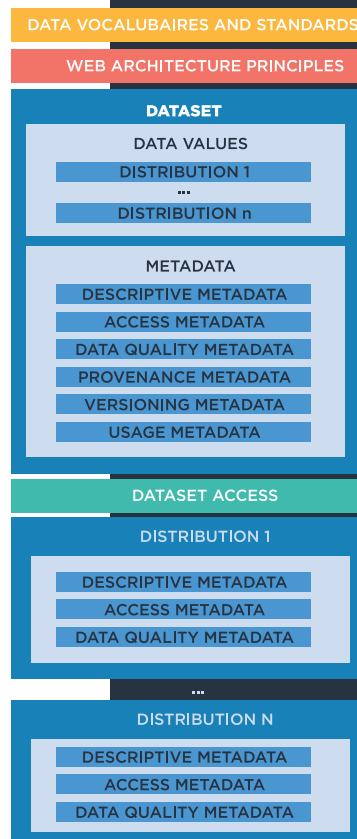 DATA VOCALUBAIRES AND STANDARDS
WEB ARCHITECTURE PRINCIPLES
DATASET
DATA VALUES
DISTRIBUTION 1
...
DISTRIBUTION n
METADATA
DESCRIPTIVE METADATA
ACCESS METADATA
DATA QUALITY METADATA
PROVENANCE METADATA
VERSIONING METADATA
USAGE METADATA
DATASET ACCESS
DISTRIBUTION 1
DESCRIPTIVE METADATA
ACCESS METADATA
DATA QUALITY METADATA
...
DISTRIBUTION N
DESCRIPTIVE METADATA
ACCESS METADATA
DATA QUALITY METADATA